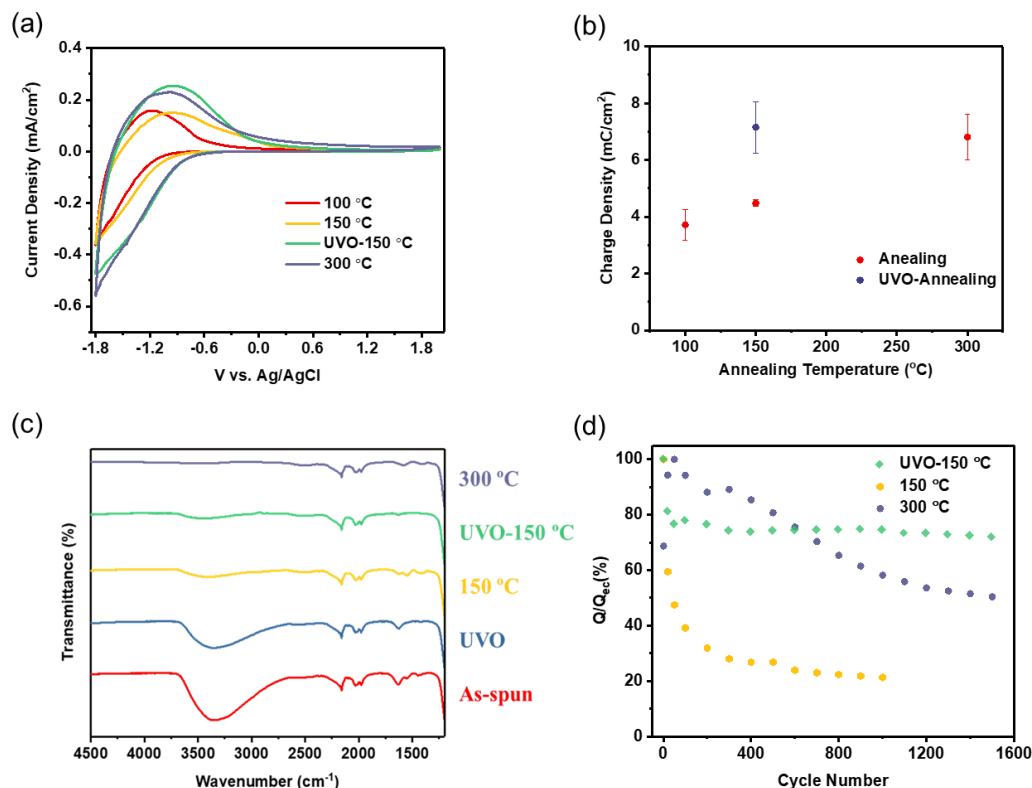 (a)
0.4
0.2
0.0
-0.2
-0.4
-0.6
Current Density (mA/cm²)
-1.8
-1.2
-0.6
0.0
0.6
1.2
1.8
V vs. Ag/AgCl
100 °C
150 °C
UVO-150 °C
300 °C
(b)
10
8
6
4
2
0
Charge Density (mC/cm²)
100
150
200
250
300
Annealing Temperature (°C)
Anealing
UVO-Annealing
(c)
Transmittance (%)
300 °C
UVO-150 °C
150 °C
UVO
As-spun
4500
4000
3500
3000
2500
2000
1500
Wavenumber (cm⁻¹)
(d)
100
80
60
40
20
0
Q/Qec(%)
UVO-150 °C
150 °C
300 °C
0
400
800
1200
1600
Cycle Number